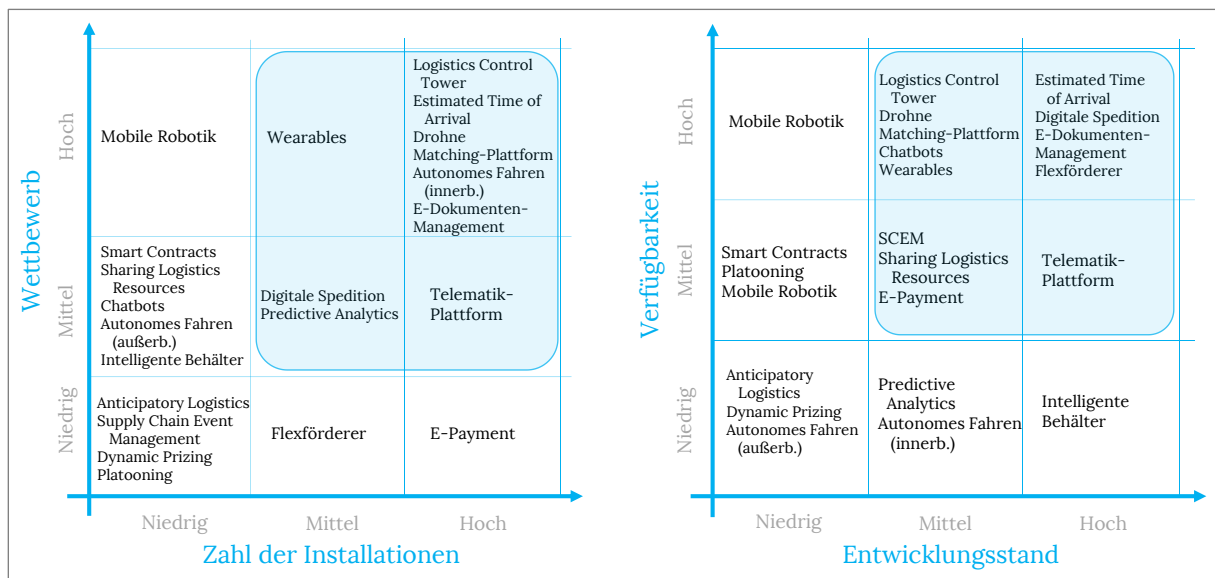 Wettbewerb
Hoch
Mittel
Niedrig
Mobile Robotik
Wearables
Logistics Control
Tower
Estimated Time of
Arrival
Drohne
Matching-Plattform
Autonomes Fahren
(innerb.)
E-Dokumenten-
Management
Smart Contracts
Sharing Logistics
Resources
Chatbots
Autonomes Fahren
(außerb.)
Intelligente Behälter
Digitale Spedition
Predictive Analytics
Telematik-
Plattform
Anticipatory Logistics
Supply Chain Event
Management
Dynamic Prizing
Platooning
Flexförderer
E-Payment
Niedrig
Mittel
Hoch
Zahl der Installationen
Verfügbarkeit
Hoch
Mittel
Niedrig
Mobile Robotik
Logistics Control
Tower
Drohne
Matching-Plattform
Chatbots
Wearables
Estimated Time
of Arrival
Digitale Spedition
E-Dokumenten-
Management
Flexförderer
Smart Contracts
Platooning
Mobile Robotik
SCEM
Sharing Logistics
Resources
E-Payment
Telematik-
Plattform
Anticipatory
Logistics
Dynamic Prizing
Autonomes Fahren
(außerb.)
Predictive
Analytics
Autonomes Fahren
(innerb.)
Intelligente
Behälter
Niedrig
Mittel
Hoch
Entwicklungsstand